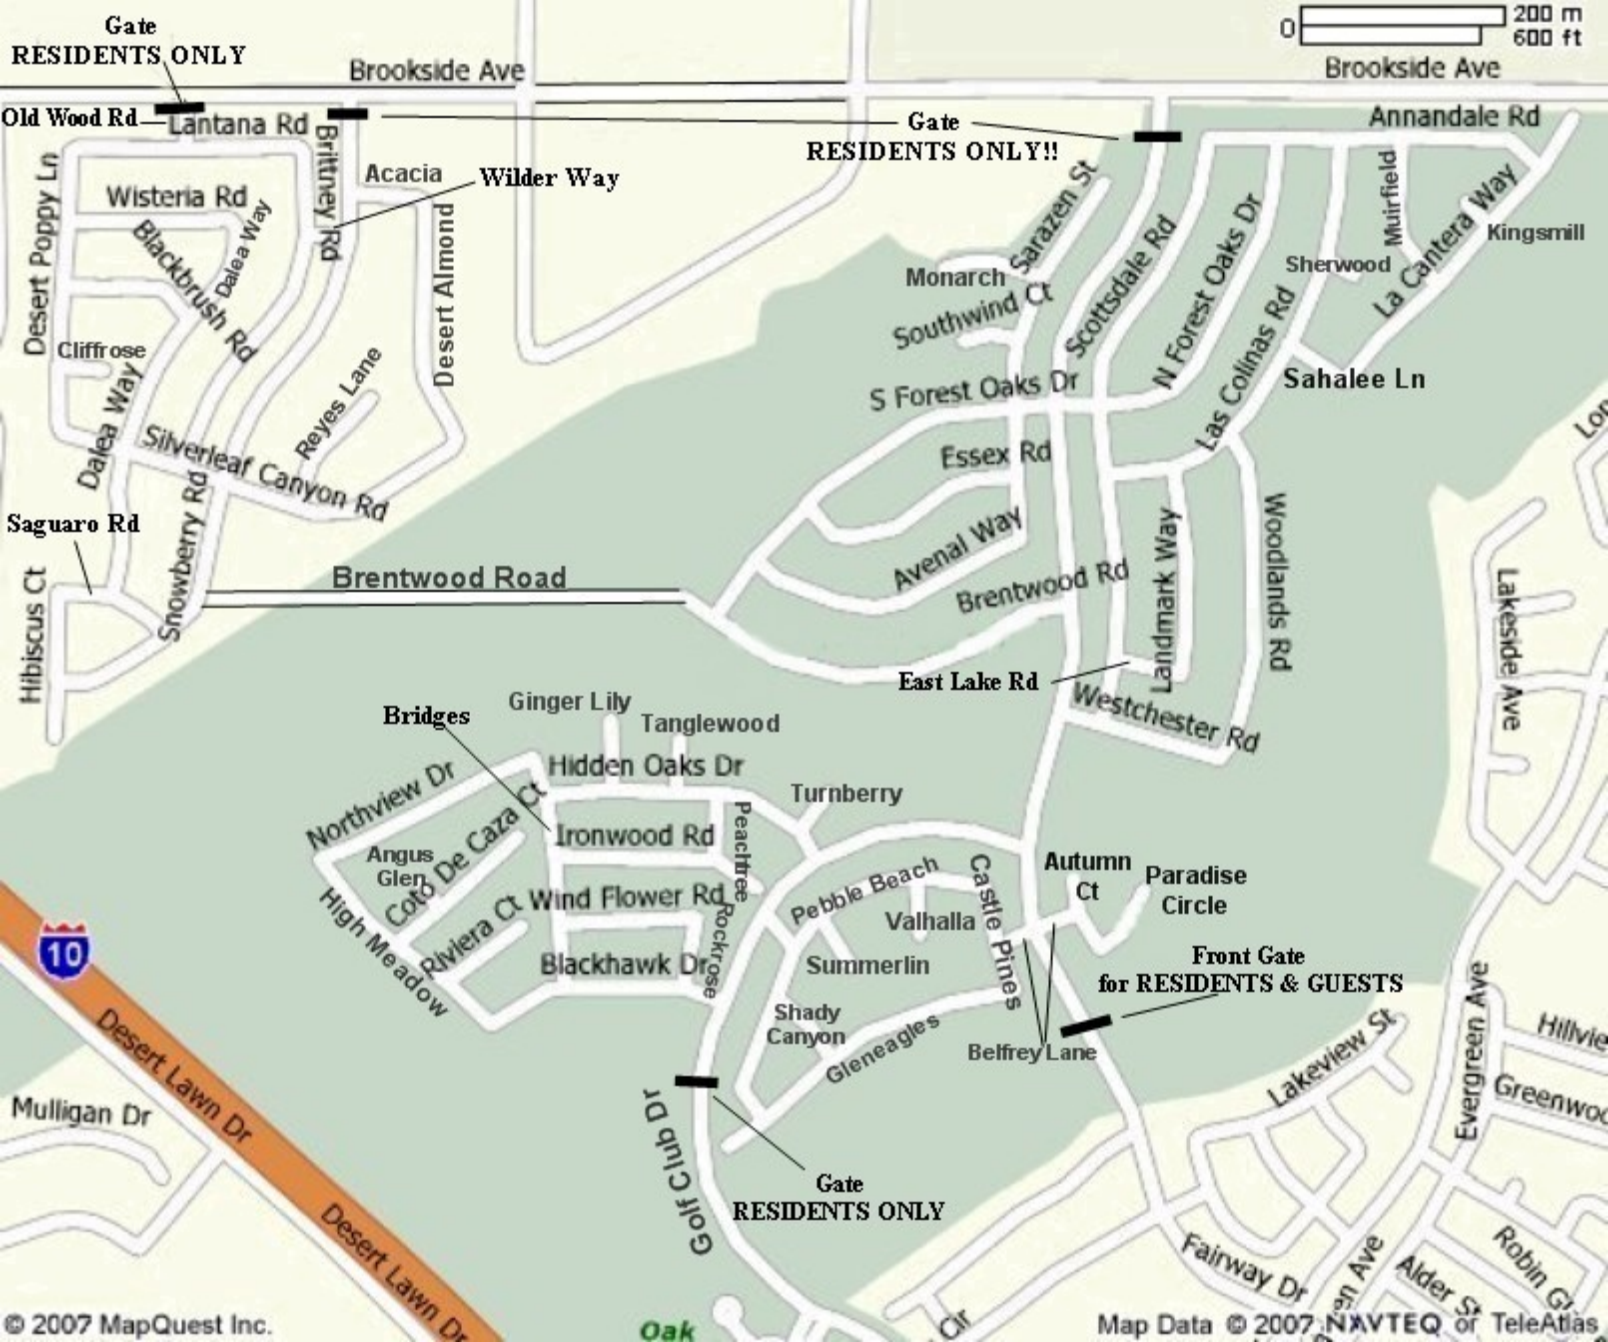 Gate
RESIDENTS ONLY
Brookside Ave
0
200 m
600 ft
Brookside Ave
Old Wood Rd
Lantana Rd
Brittney Rd
Gate
RESIDENTS ONLY!!
Annandale Rd
Desert Poppy Ln
Wisteria Rd
Acacia
Wilder Way
Blackbrush Rd
Dalea Way
Desert Almond
Sarazen St
Monarch
Southwind Ct
Scottsdale Rd
N Forest Oaks Dr
Muirfield
Sherwood
La Cantera Way
Kingsmill
Cliffrose
Reyes Lane
S Forest Oaks Dr
Las Colinas Rd
Sahalee Ln
Dalea Way
Silverleaf Canyon Rd
Essex Rd
Saguaro Rd
Snowberry Rd
Avenal Way
Landmark Way
Woodlands Rd
Hibiscus Ct
Brentwood Road
Brentwood Rd
Lakeside Ave
East Lake Rd
Westchester Rd
Bridges
Ginger Lily
Tanglewood
Hidden Oaks Dr
Northview Dr
Turnberry
Coto De Caza Ct
Ironwood Rd
Peachtree
Angus
Glen
Pebble Beach
Castle Pines
Autumn
Ct
Paradise
Circle
High Meadow
Riviera Ct
Wind Flower Rd
Rockrose
Valhalla
10
Blackhawk Dr
Summerlin
Front Gate
for RESIDENTS & GUESTS
Shady
Canyon
Gleneagles
Belfrey Lane
Lakeview St
Evergreen Ave
Desert Lawn Dr
Mulligan Dr
Golf Club Dr
Gate
RESIDENTS ONLY
Desert Lawn Dr
Fairway Dr
Alder St
© 2007 MapQuest Inc.
Oak
Cir
Map Data © 2007 NAVTEQ or TeleAtlas